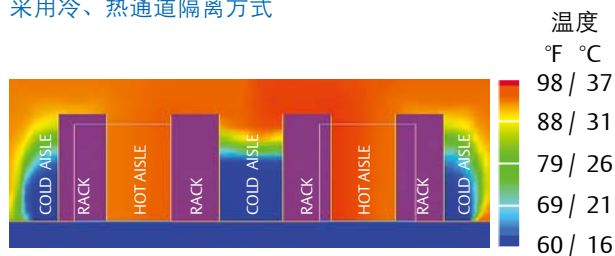 采用冷、热通道隔离方式
温度
°F °C
98 / 37
88 / 31
79 / 26
69 / 21
60 / 16
COLD AISLE
RACK
HOT AISLE
RACK
COLD AISLE
RACK
HOT AISLE
RACK
COLD AISLE